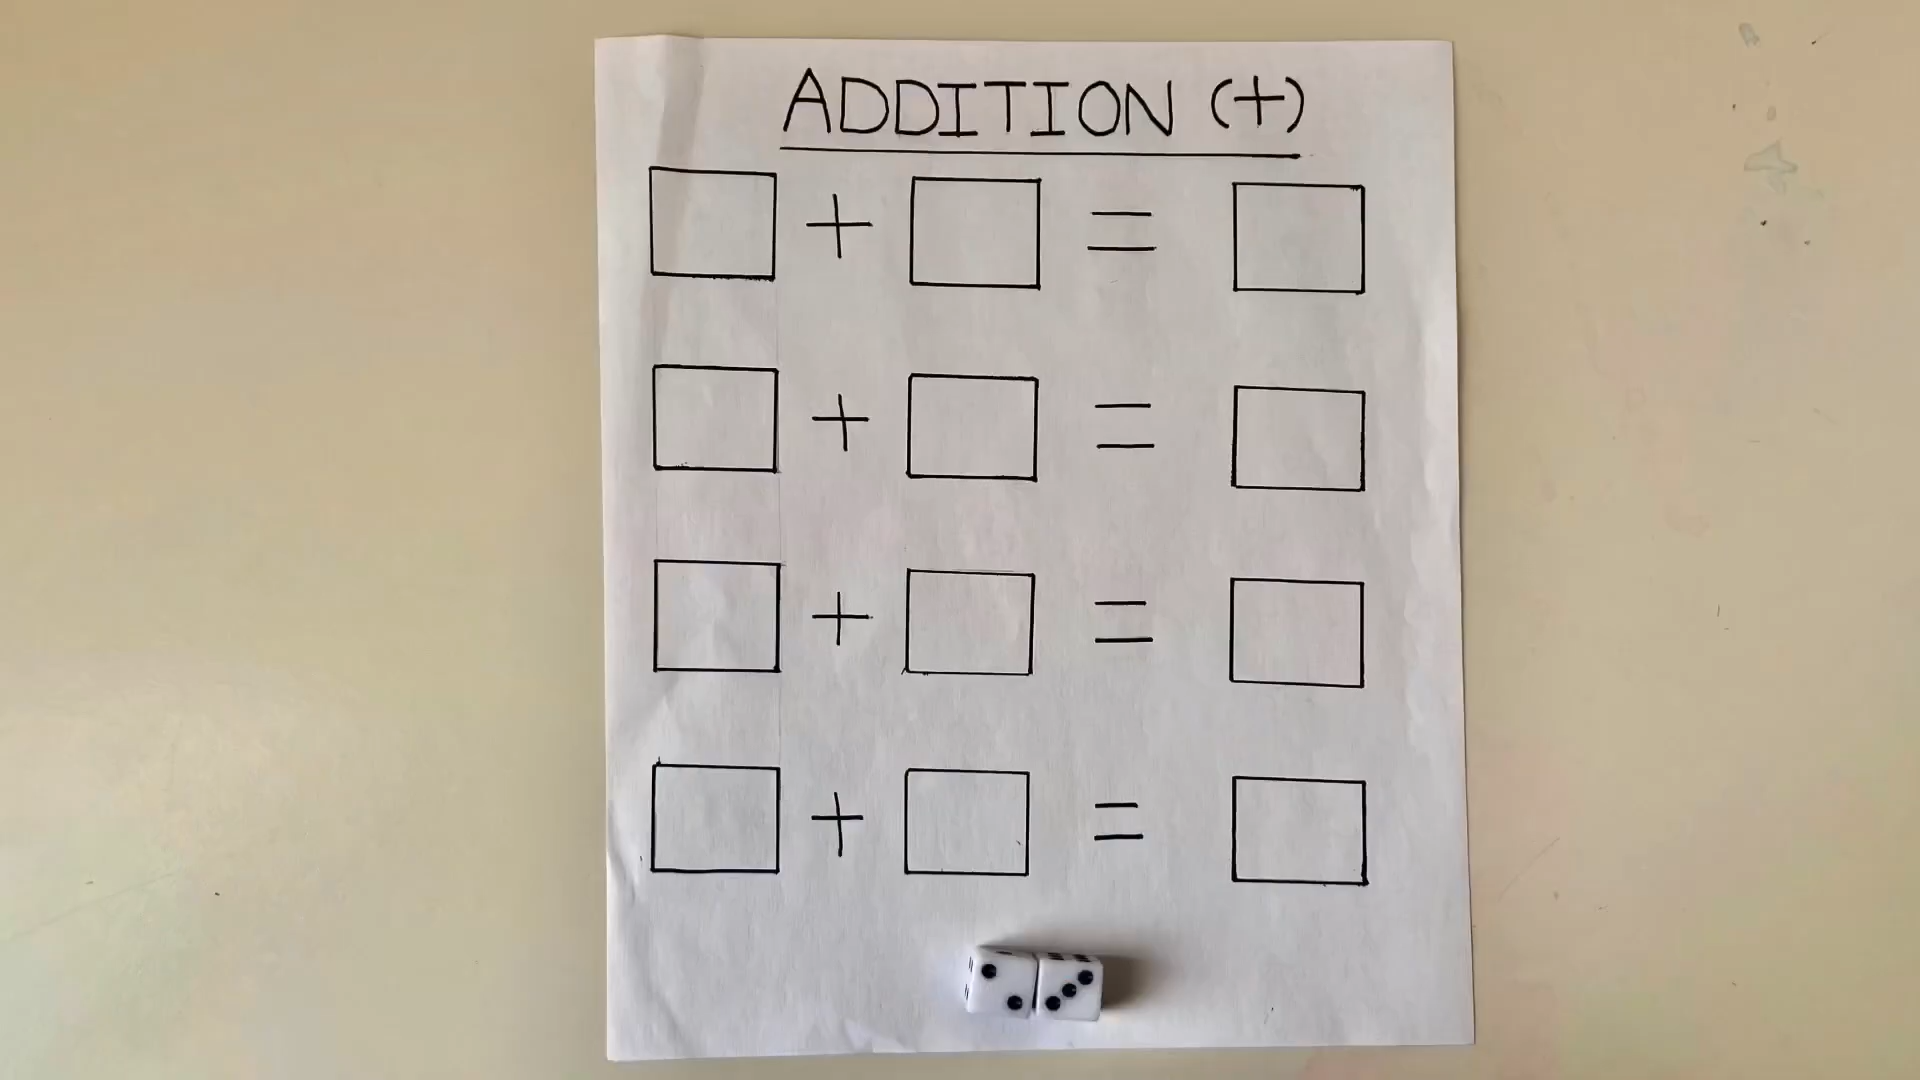 ADDITION (+)
+ =
+ =
+ =
+ =